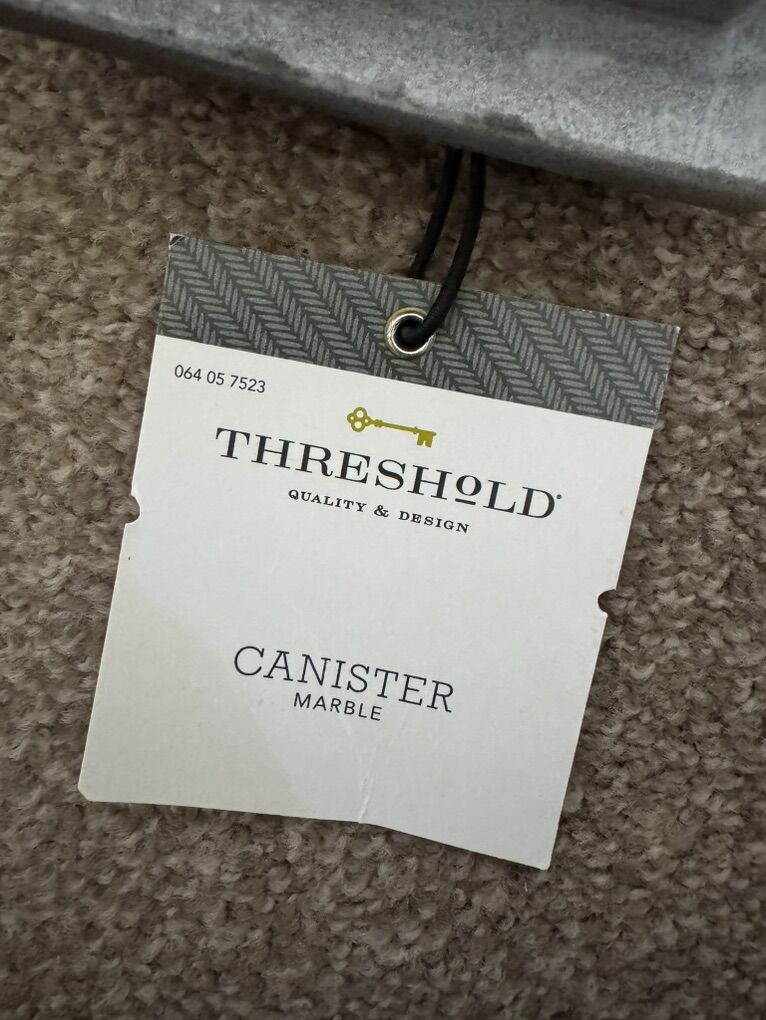 064 05 7523
THRESHOLD
QUALITY & DESIGN
CANISTER
MARBLE